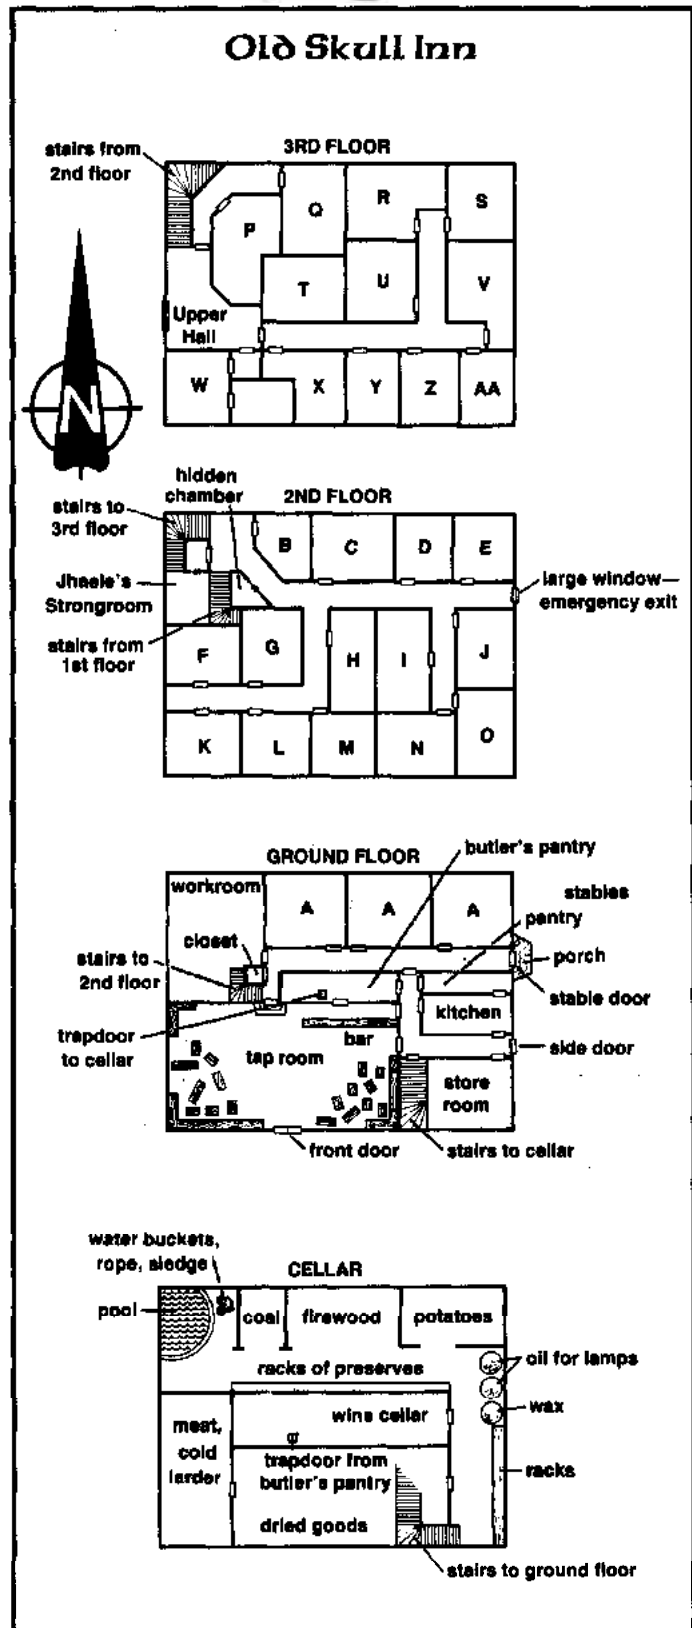 Old Skull Inn
3RD FLOOR
stairs from
2nd floor
P
Q
R
S
T
U
V
Upper
Hall
W
X
Y
Z
AA
N
hidden
chamber
2ND FLOOR
stairs to
3rd floor
B
C
D
E
Jhaele's
Strongroom
large window—
emergency exit
stairs from
1st floor
F
G
H
I
J
K
L
M
N
O
GROUND FLOOR
butler's pantry
workroom
A
A
A
stables
pantry
closet
stairs to
2nd floor
porch
stable door
kitchen
trapdoor
to cellar
bar
tap room
side door
store
room
front door
stairs to cellar
water buckets,
rope, sledge
CELLAR
pool
coal
firewood
potatoes
racks of preserves
oil for lamps
wine cellar
wax
meat,
cold
larder
trapdoor from
butler's pantry
racks
dried goods
stairs to ground floor